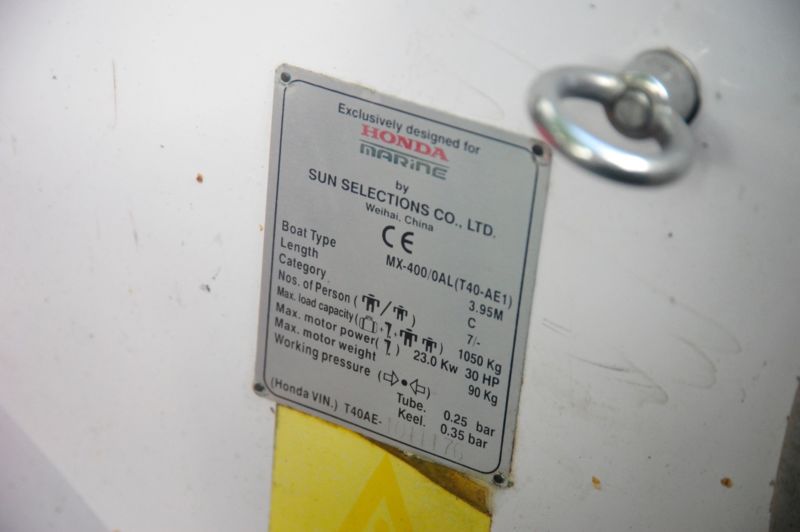 Exclusively designed for
HONDA
MARINE
by
SUN SELECTIONS CO., LTD.
Weihai, China
CE
Boat Type MX-400/0AL(T40-AE1)
Length 3.95M
Category C
Nos. of Person ( / ) 7/-
Max. load capacity( , , ) 1050 Kg
Max. motor power( ) 23.0 Kw 30 HP
Max. motor weight 90 Kg
Working pressure ( ) Tube. 0.25 bar
Keel. 0.35 bar
(Honda VIN.) T40AE-